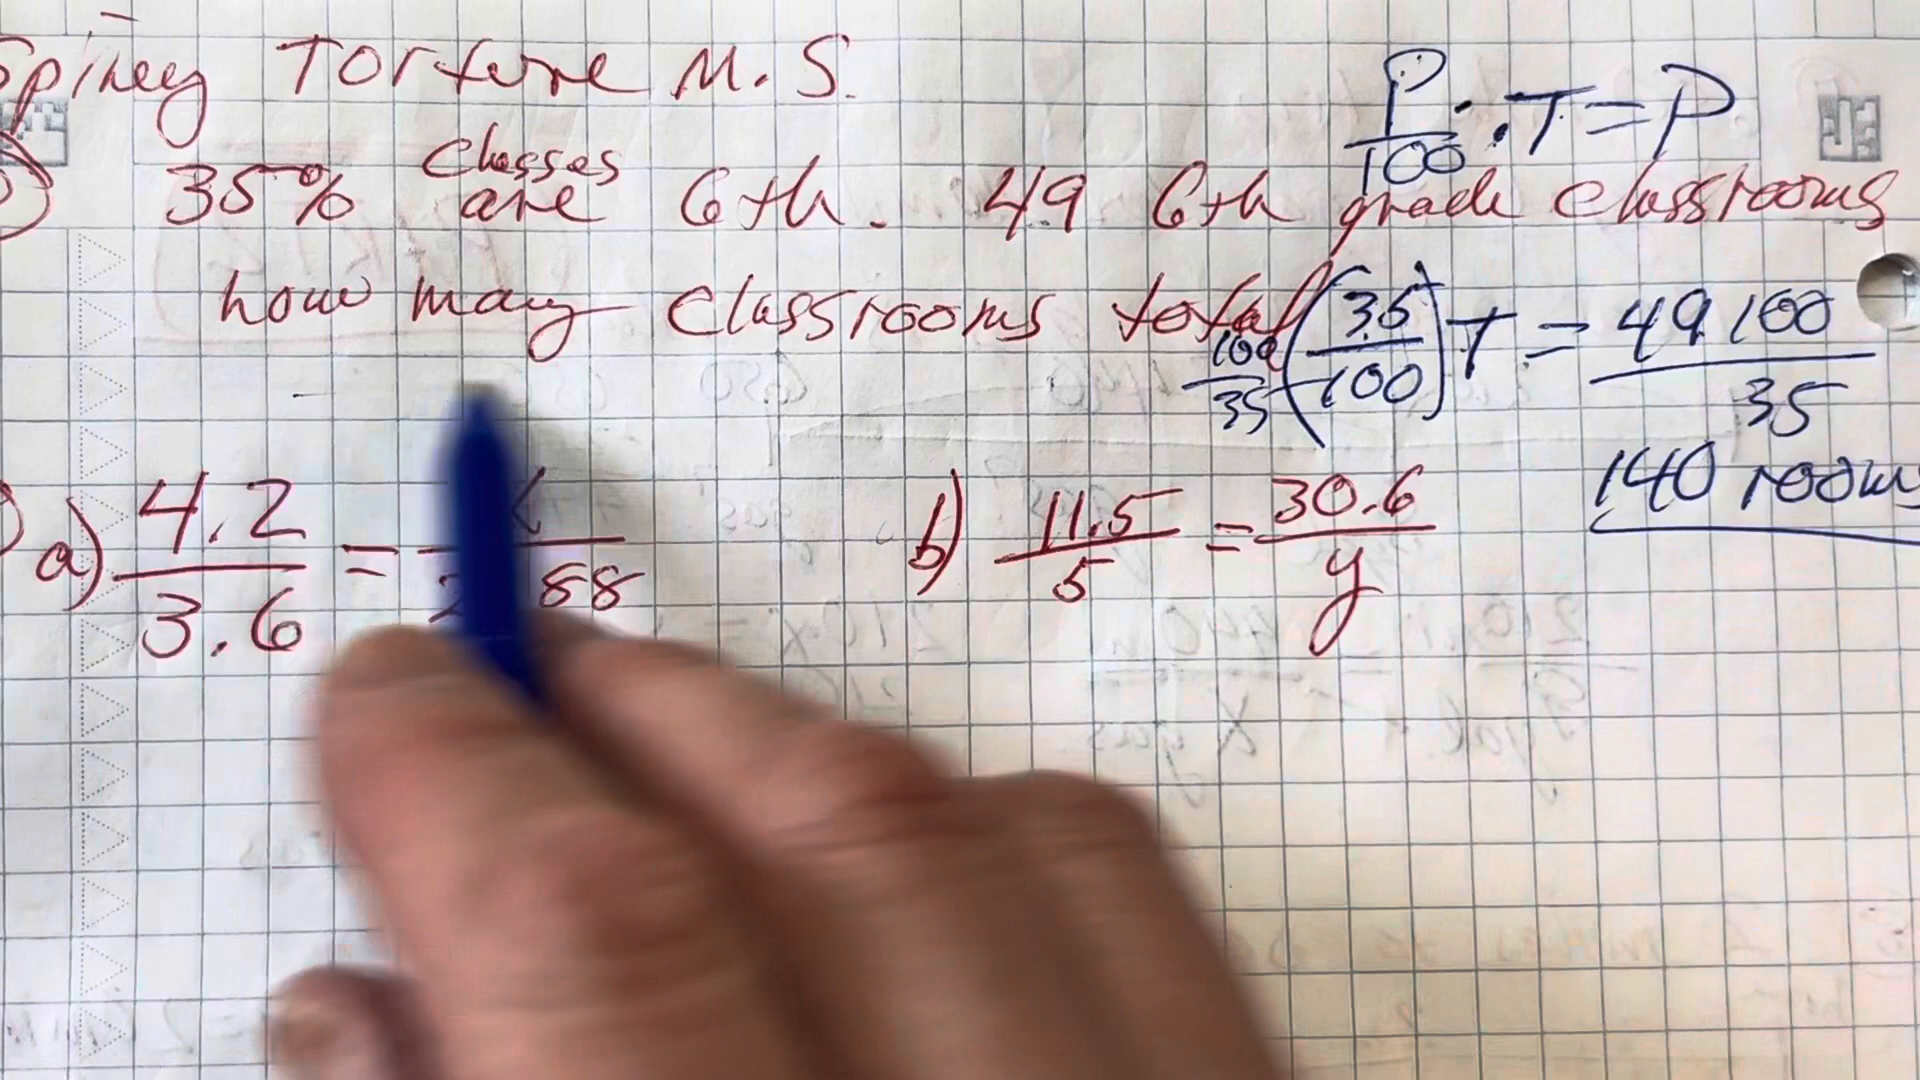 Spiney Torture M.S.
P/100 · T = P
35% classes are 6th. 49 6th grade classrooms
how many classrooms total
100/35 (35/100) T = 49 100/35
140 rooms
a) 4.2/3.6 =
88
b) 11.5/5 = 30.6/y